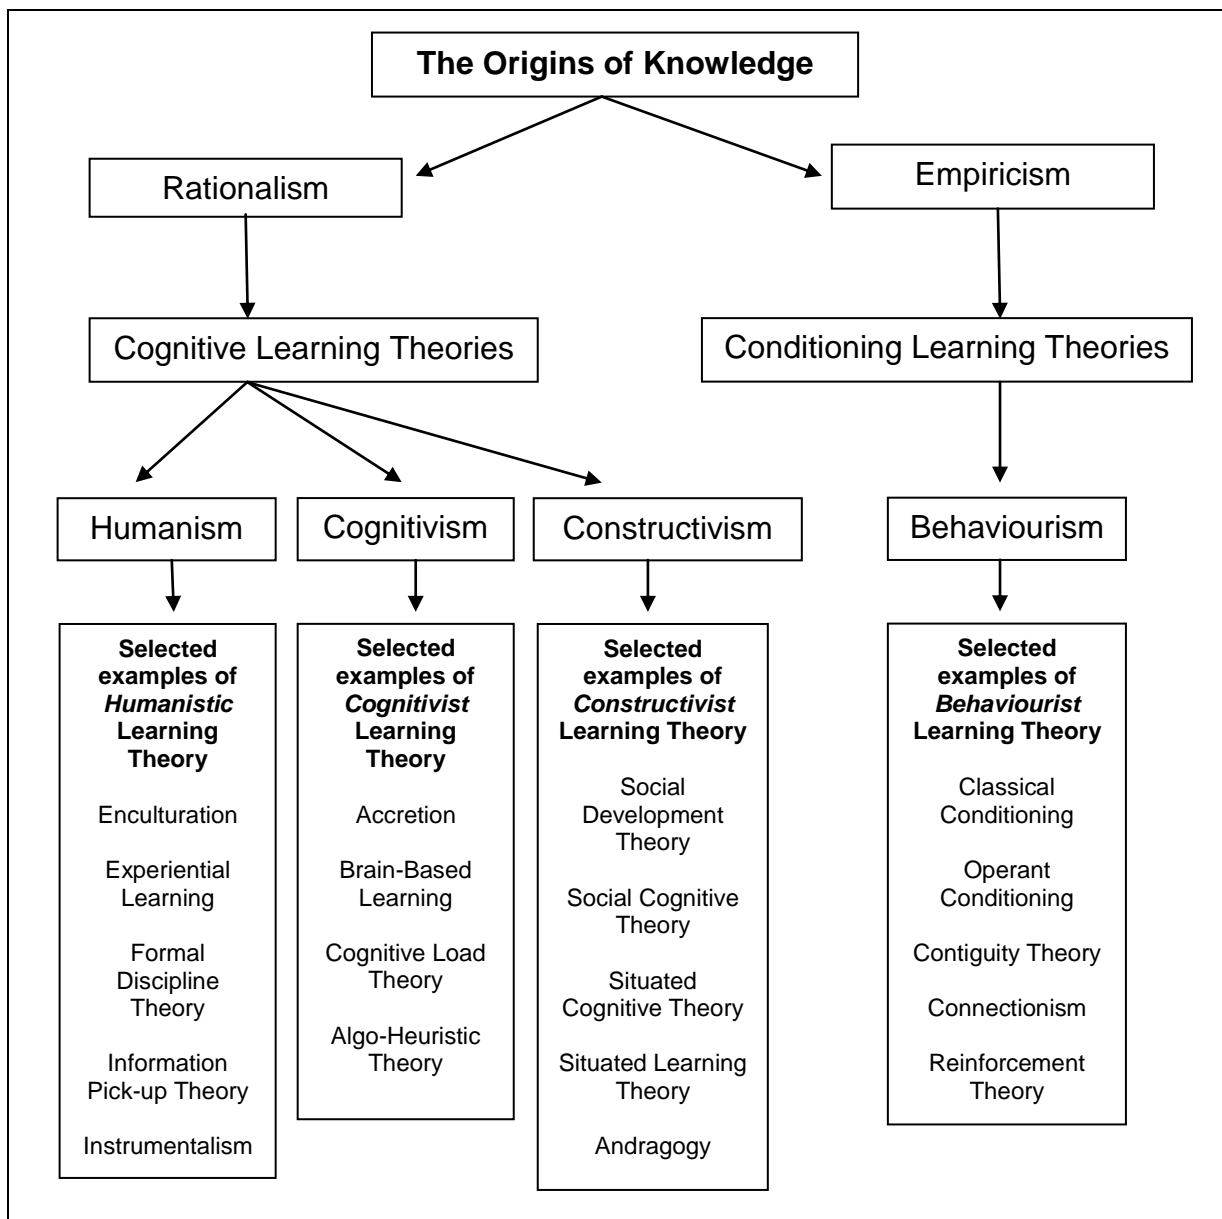 The Origins of Knowledge
Rationalism
Empiricism
Cognitive Learning Theories
Conditioning Learning Theories
Humanism
Cognitivism
Constructivism
Behaviourism
Selected
examples of
Humanistic
Learning
Theory
Enculturation
Experiential
Learning
Formal
Discipline
Theory
Information
Pick-up Theory
Instrumentalism
Selected
examples of
Cognitivist
Learning
Theory
Accretion
Brain-Based
Learning
Cognitive Load
Theory
Algo-Heuristic
Theory
Selected
examples of
Constructivist
Learning Theory
Social
Development
Theory
Social Cognitive
Theory
Situated
Cognitive Theory
Situated Learning
Theory
Andragogy
Selected
examples of
Behaviourist
Learning Theory
Classical
Conditioning
Operant
Conditioning
Contiguity Theory
Connectionism
Reinforcement
Theory